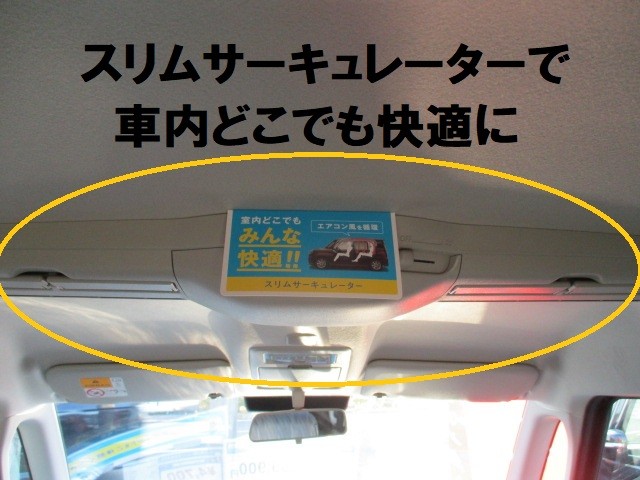 スリムサーキュレーターで
車内どこでも快適に
室内どこでも
エアコン風を循環
みんな
快適!!
スリムサーキュレーター